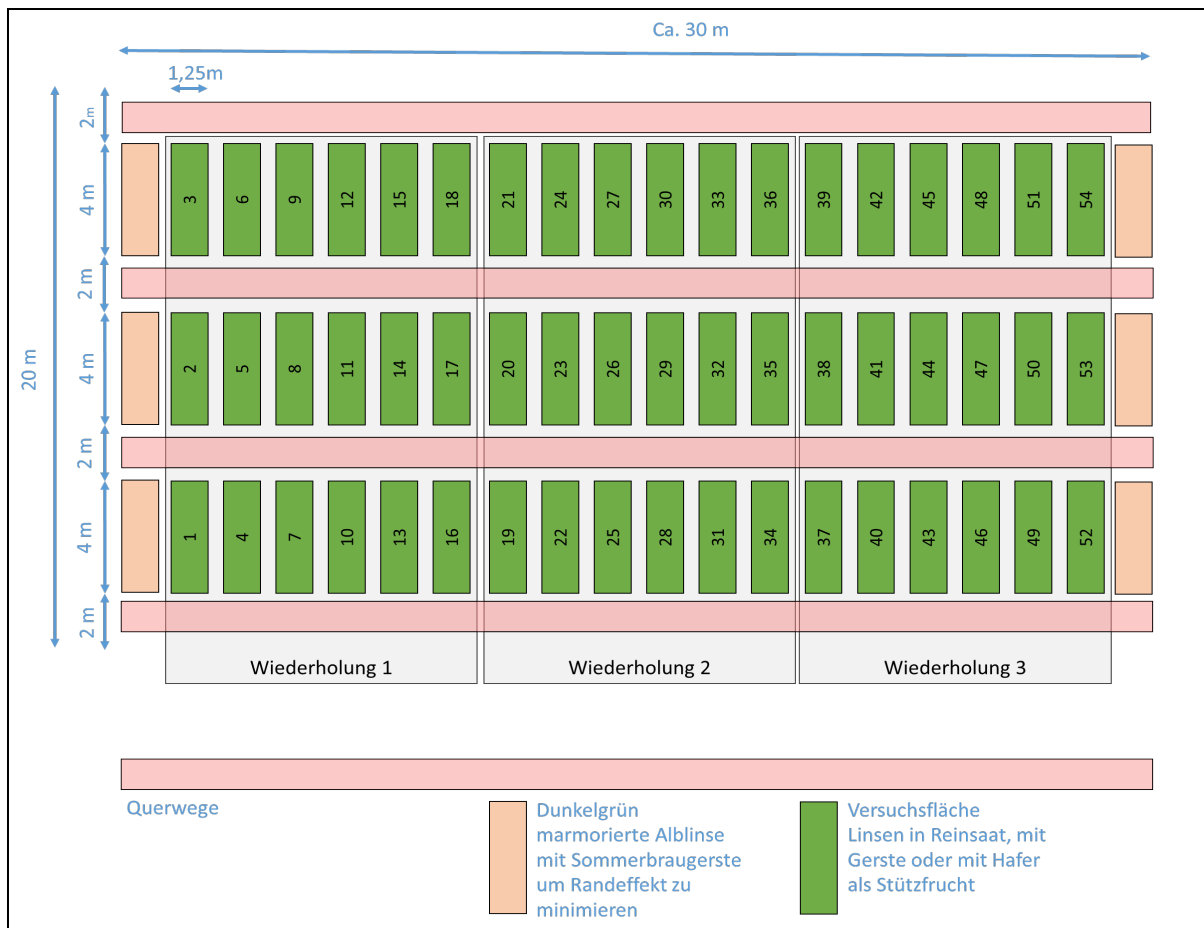 Ca. 30 m
1,25m
2m
4 m
2 m
4 m
2 m
4 m
2 m
20 m
3 6 9 12 15 18 21 24 27 30 33 36 39 42 45 48 51 54
2 5 8 11 14 17 20 23 26 29 32 35 38 41 44 47 50 53
1 4 7 10 13 16 19 22 25 28 31 34 37 40 43 46 49 52
Wiederholung 1
Wiederholung 2
Wiederholung 3
Querwege
Dunkelgrün
marmorierte Alblinse
mit Sommerbraugerste
um Randeffekt zu
minimieren
Versuchsfläche
Linsen in Reinsaat, mit
Gerste oder mit Hafer
als Stützfrucht